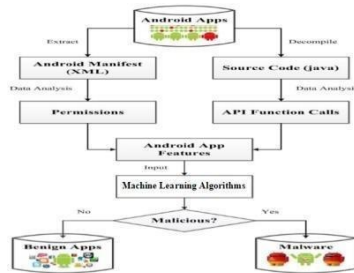 Android Apps
Extract
Decompile
Android Manifest
(XML)
Source Code (java)
Data Analysis
Data Analysis
Permissions
API Function Calls
Android App
Features
Input
Machine Learning Algorithms
No
Yes
Malicious?
Benign Apps
Malware